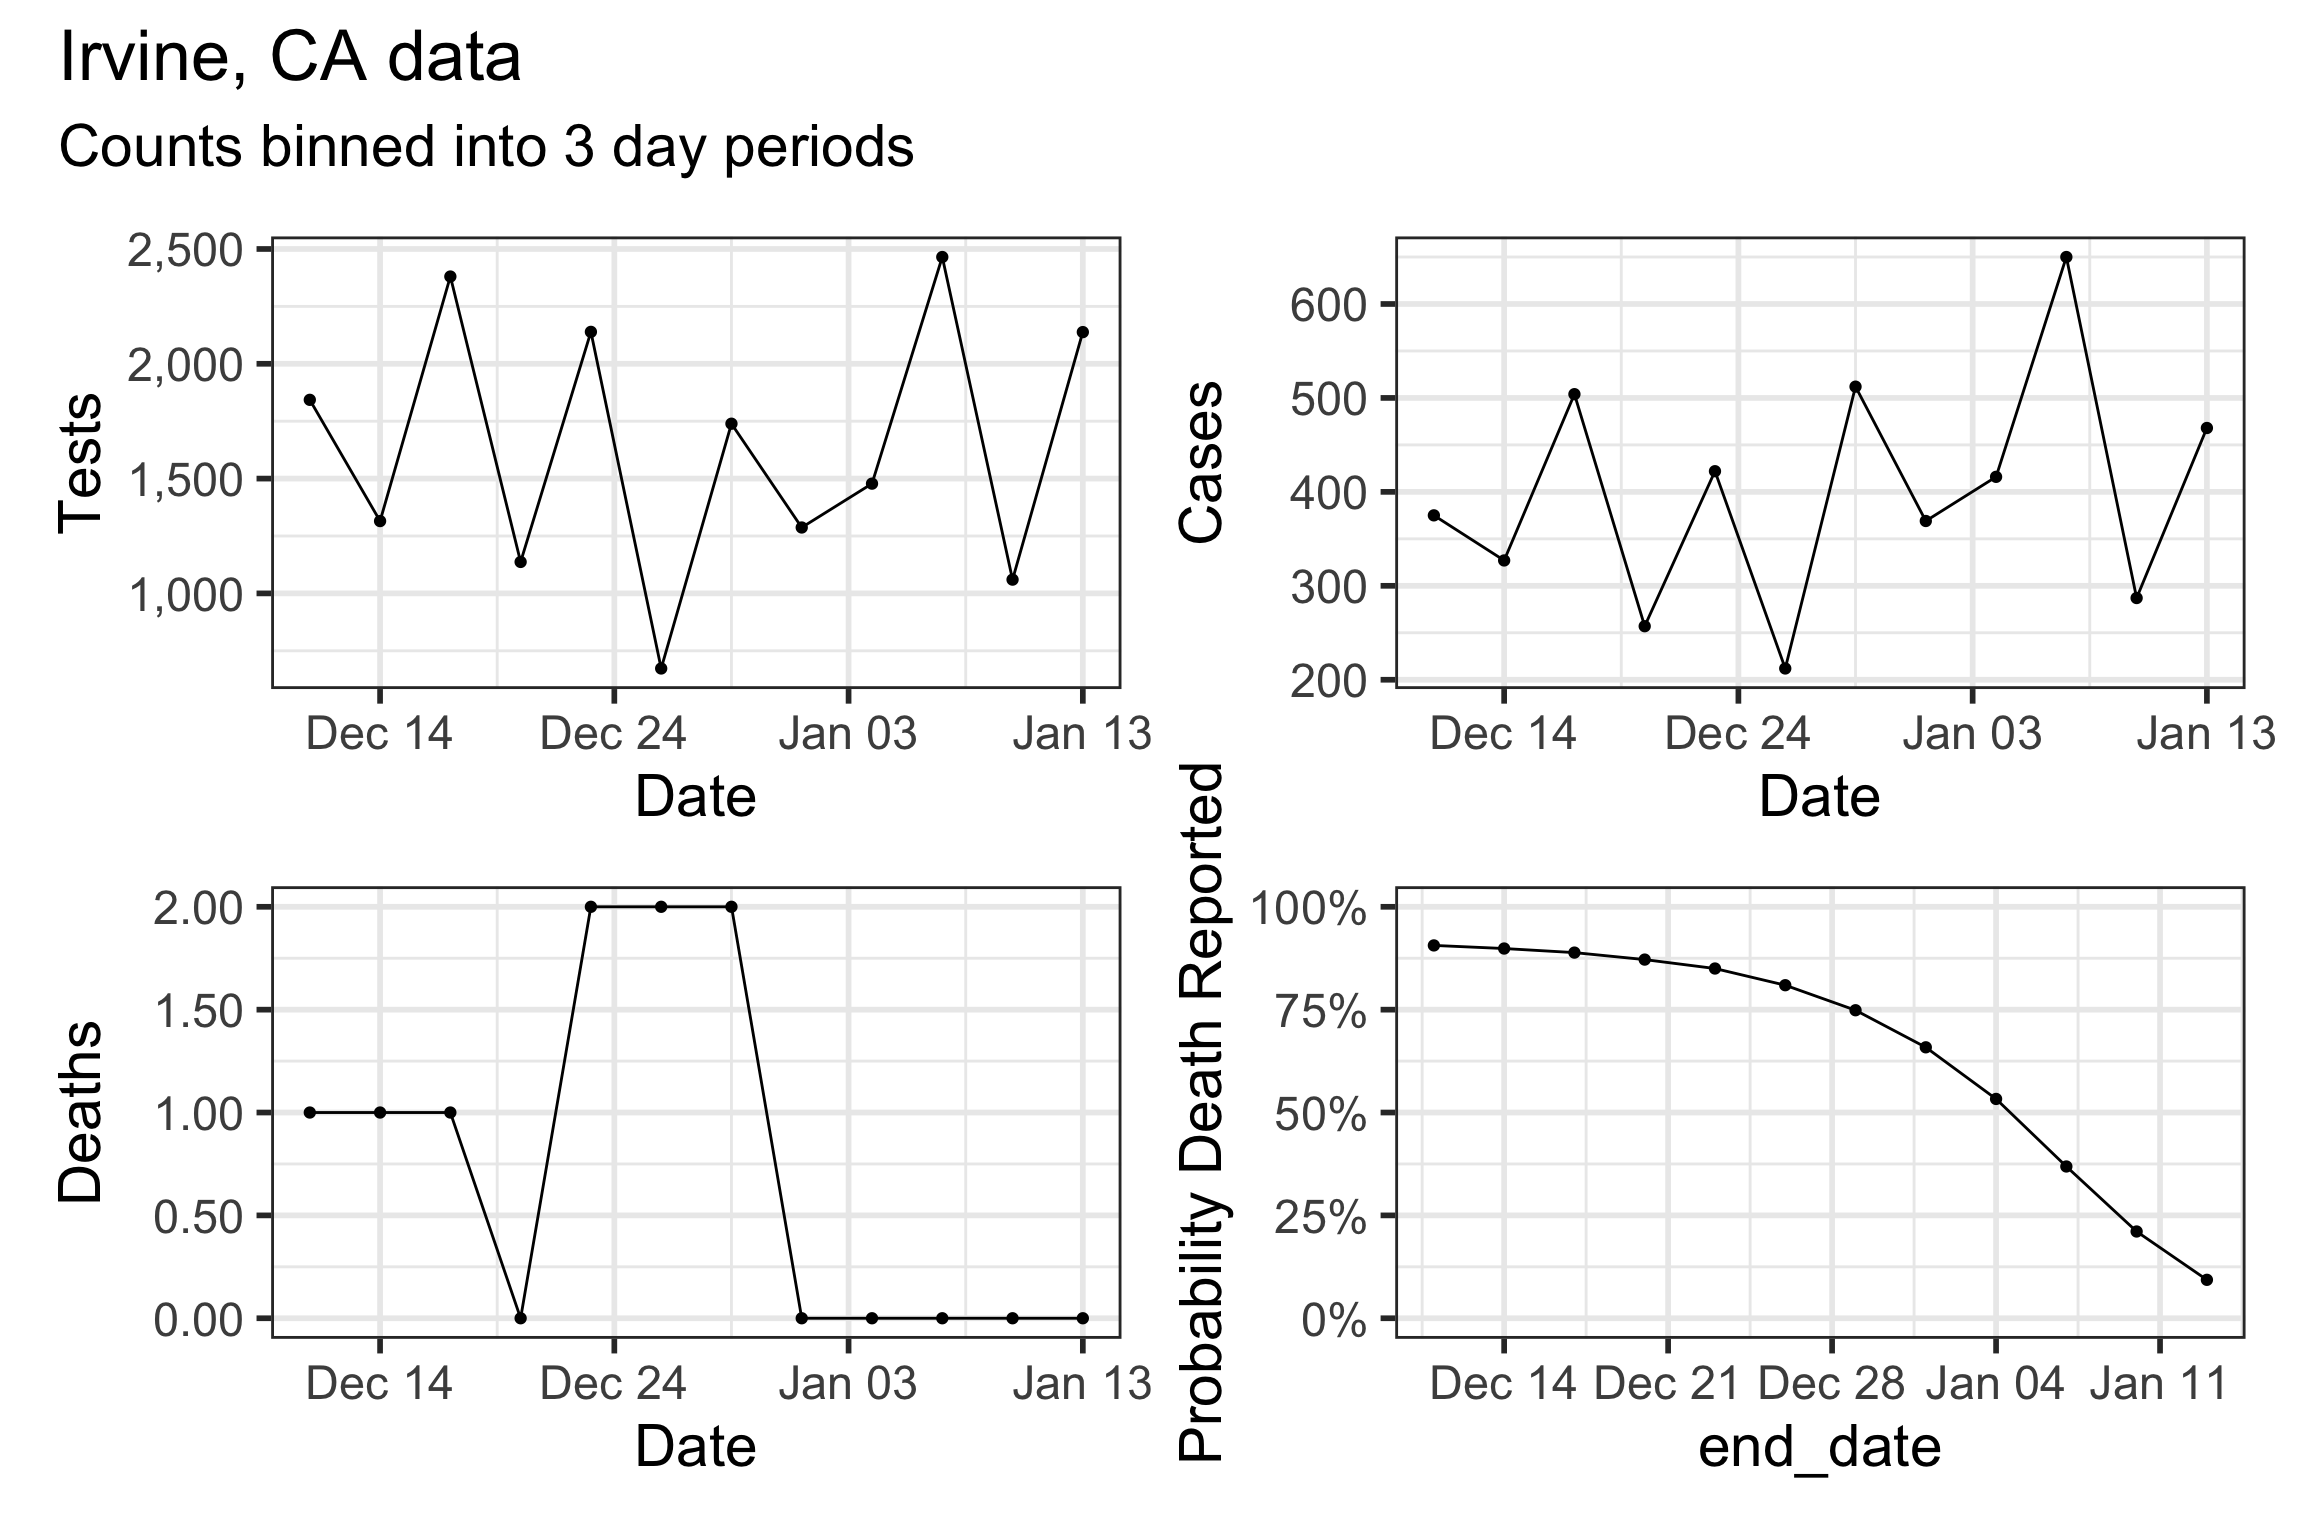 Irvine, CA data
Counts binned into 3 day periods
Tests
2,500
2,000
1,500
1,000
Dec 14 Dec 24 Jan 03 Jan 13
Date
Cases
600
500
400
300
200
Dec 14 Dec 24 Jan 03 Jan 13
Date
Deaths
2.00
1.50
1.00
0.50
0.00
Dec 14 Dec 24 Jan 03 Jan 13
Date
Probability Death Reported
100%
75%
50%
25%
0%
Dec 14 Dec 21 Dec 28 Jan 04 Jan 11
end_date